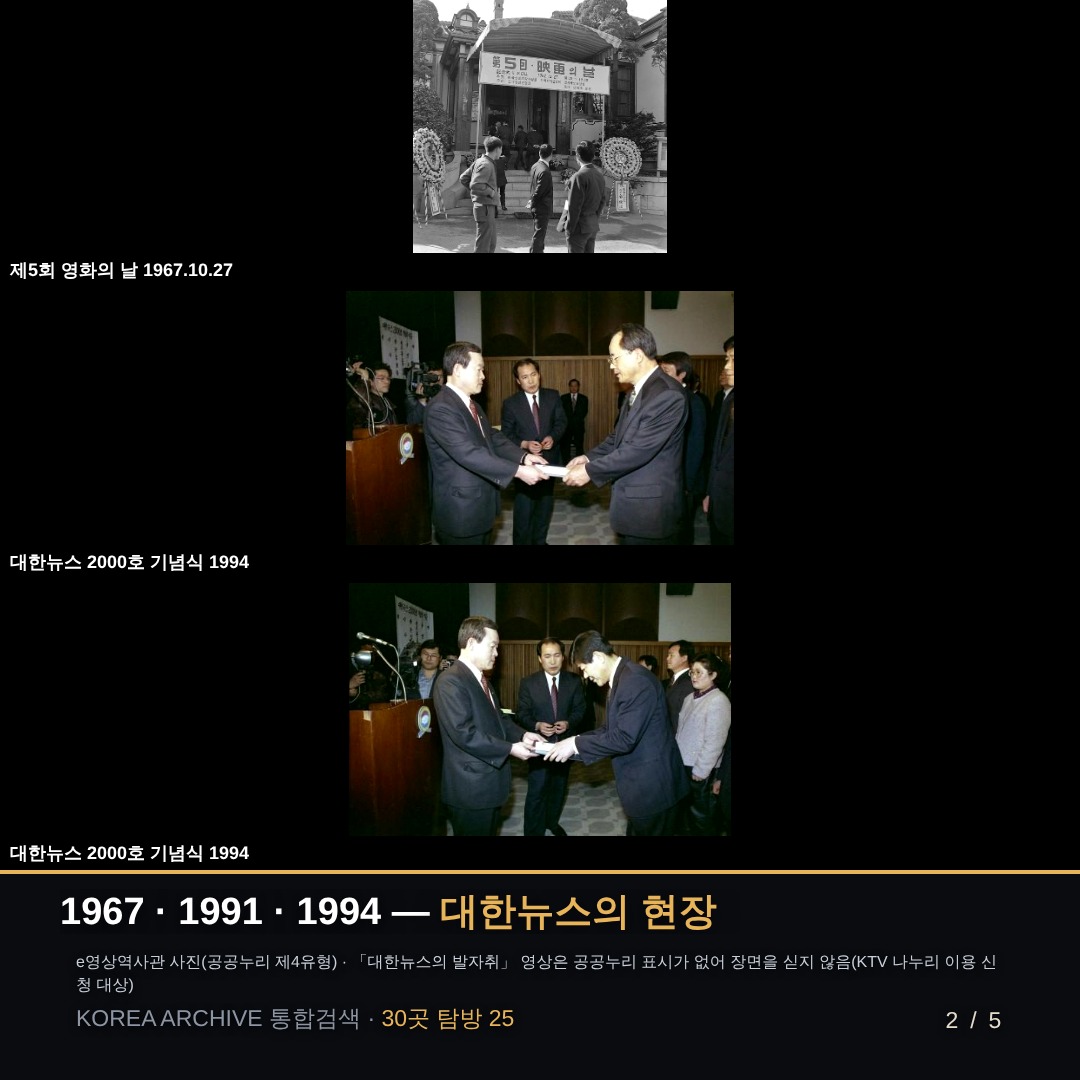 第5回·映画의 날
제5회 영화의 날 1967.10.27
대한뉴스 2000호 기념식 1994
대한뉴스 2000호 기념식 1994
1967 · 1991 · 1994 — 대한뉴스의 현장
e영상역사관 사진(공공누리 제4유형) · 「대한뉴스의 발자취」 영상은 공공누리 표시가 없어 장면을 싣지 않음(KTV 나누리 이용 신
청 대상)
KOREA ARCHIVE 통합검색 · 30곳 탐방 25
2 / 5